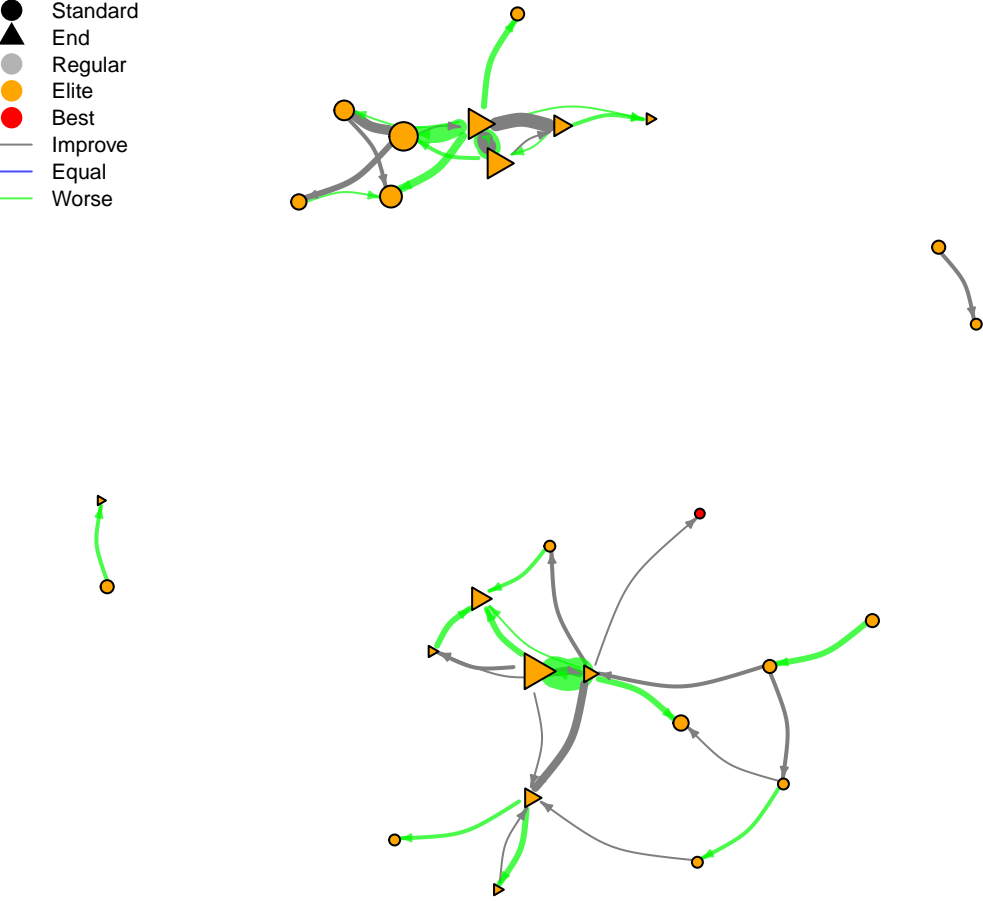 Standard
End
Regular
Elite
Best
Improve
Equal
Worse